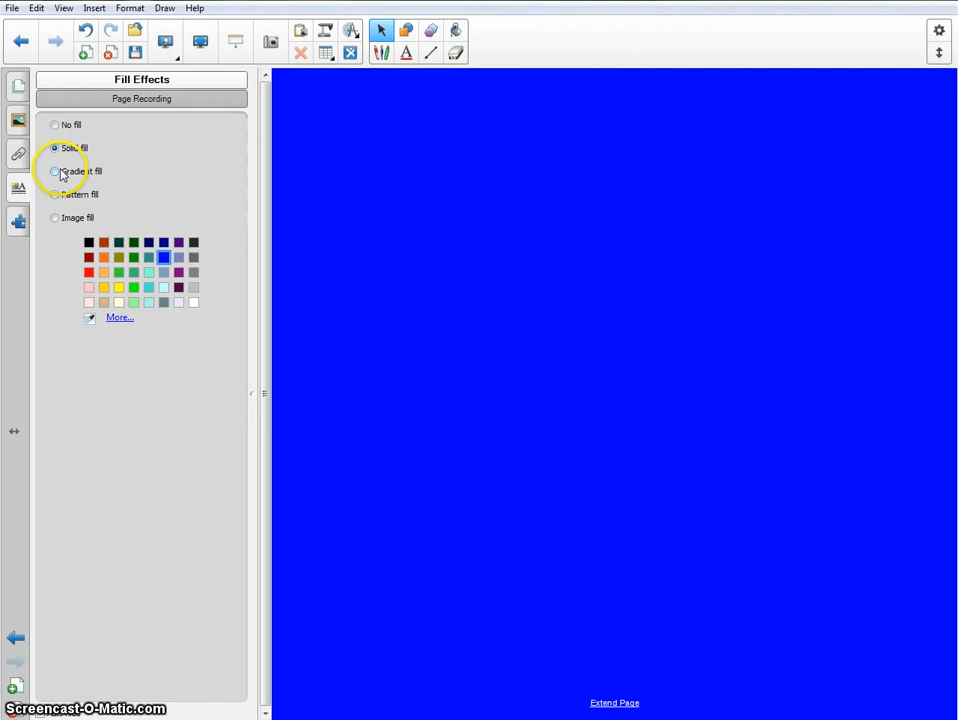 File Edit View Insert Format Draw Help
Fill Effects
Page Recording
No fill
Solid fill
Gradient fill
Pattern fill
Image fill
More...
Extend Page
Screencast-O-Matic.com